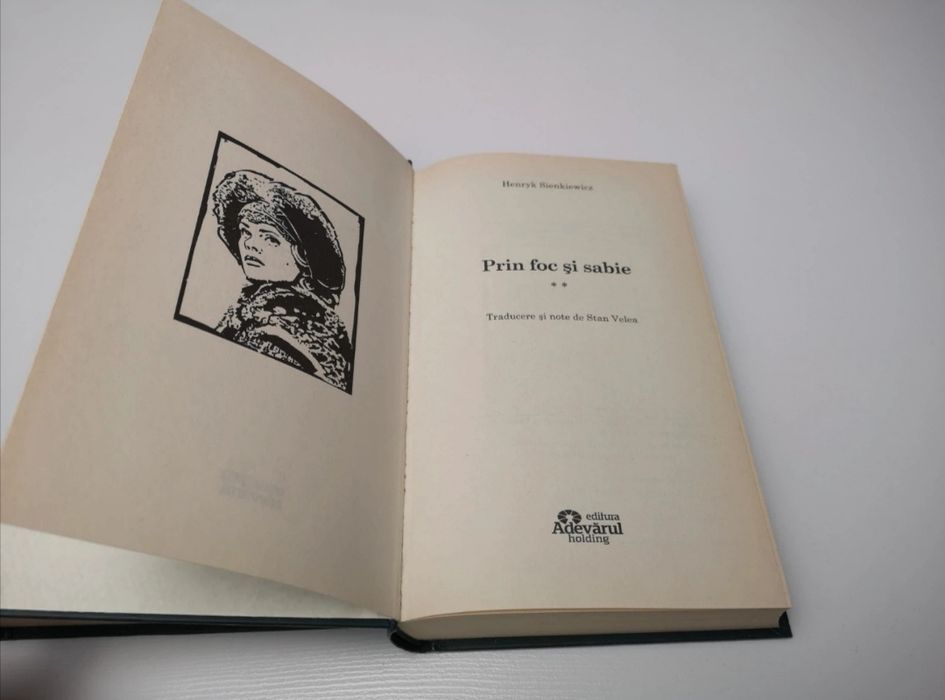 Henryk Sienkiewicz
Prin foc şi sabie
* *
Traducere şi note de Stan Velea
editura
Adevărul
holding